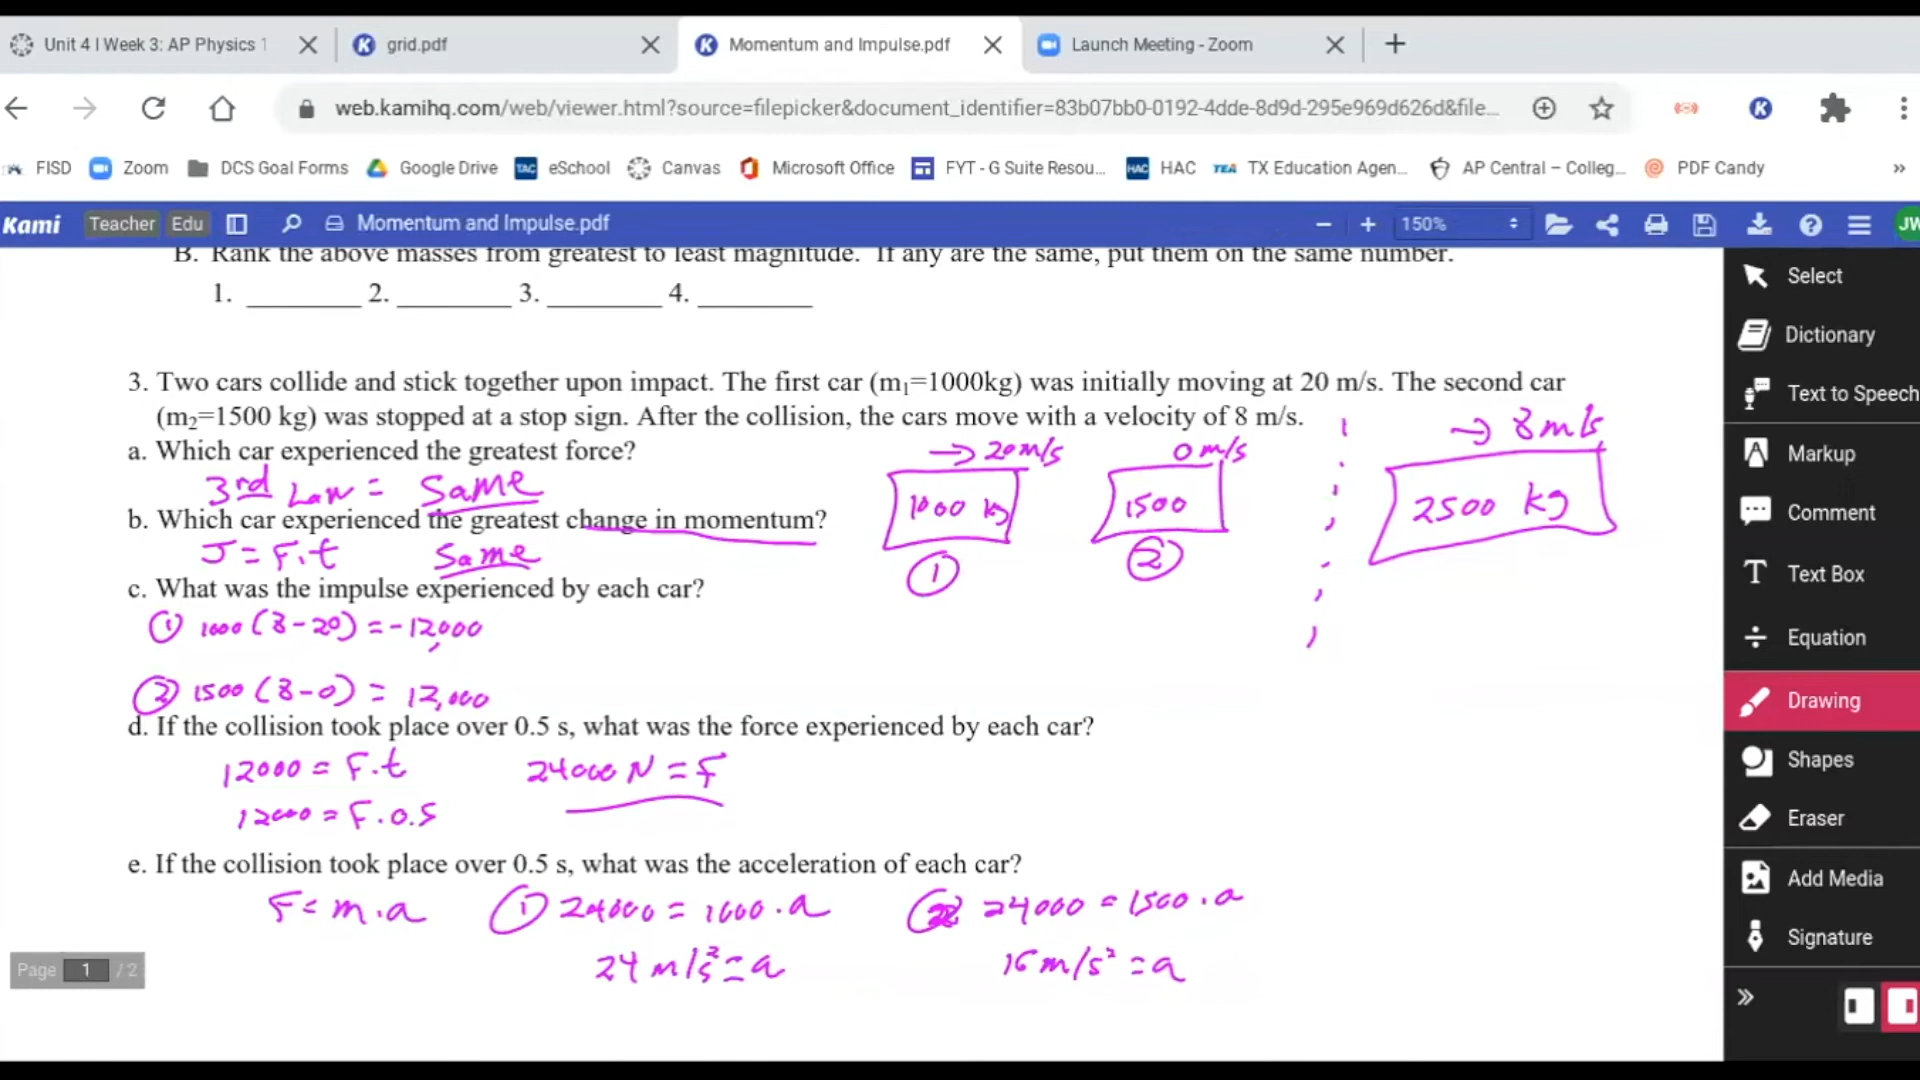 Unit 4 | Week 3: AP Physics 1
grid.pdf
Momentum and Impulse.pdf
Launch Meeting - Zoom
web.kamihq.com/web/viewer.html?source=filepicker&document_identifier=83b07bb0-0192-4dde-8d9d-295e969d626d&file...
FISD
Zoom
DCS Goal Forms
Google Drive
TAC
eSchool
Canvas
Microsoft Office
FYT - G Suite Resou...
HAC
HAC
TEA
TX Education Agen...
AP Central – Colleg...
PDF Candy
»
Kami
Teacher
Edu
Momentum and Impulse.pdf
150%
JW
B. Rank the above masses from greatest to least magnitude. If any are the same, put them on the same number.
1. ________ 2. ________ 3. ________ 4. ________
3. Two cars collide and stick together upon impact. The first car (m₁=1000kg) was initially moving at 20 m/s. The second car
(m₂=1500 kg) was stopped at a stop sign. After the collision, the cars move with a velocity of 8 m/s.
→ 8 m/s
a. Which car experienced the greatest force?
→ 20 m/s
0 m/s
3rd Law = Same
1000 kg
1500
2500 kg
b. Which car experienced the greatest change in momentum?
J = F.t Same
① ②
c. What was the impulse experienced by each car?
① 1000 (8-20) = -12,000
② 1500 (8-0) = 12,000
d. If the collision took place over 0.5 s, what was the force experienced by each car?
12000 = F.t 24000 N = F
12000 = F.0.5
e. If the collision took place over 0.5 s, what was the acceleration of each car?
F = m.a ① 24000 = 1000.a ② 24000 = 1500.a
24 m/s² = a 16 m/s² = a
Page 1 / 2
Select
Dictionary
Text to Speech
Markup
Comment
Text Box
Equation
Drawing
Shapes
Eraser
Add Media
Signature
»